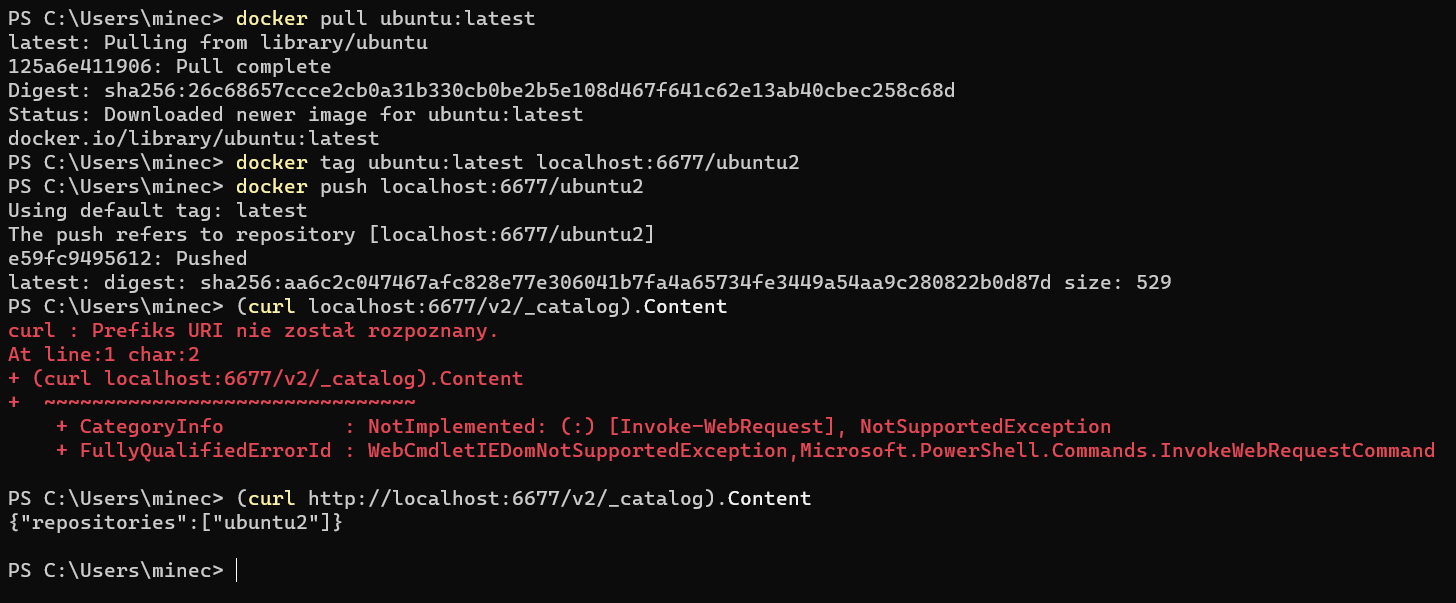 PS C:\Users\minec> docker pull ubuntu:latest
latest: Pulling from library/ubuntu
125a6e411906: Pull complete
Digest: sha256:26c68657ccce2cb0a31b330cb0be2b5e108d467f641c62e13ab40cbec258c68d
Status: Downloaded newer image for ubuntu:latest
docker.io/library/ubuntu:latest
PS C:\Users\minec> docker tag ubuntu:latest localhost:6677/ubuntu2
PS C:\Users\minec> docker push localhost:6677/ubuntu2
Using default tag: latest
The push refers to repository [localhost:6677/ubuntu2]
e59fc9495612: Pushed
latest: digest: sha256:aa6c2c047467afc828e77e306041b7fa4a65734fe3449a54aa9c280822b0d87d size: 529
PS C:\Users\minec> (curl localhost:6677/v2/_catalog).Content
curl : Prefiks URI nie został rozpoznany.
At line:1 char:2
+ (curl localhost:6677/v2/_catalog).Content
+  ~~~~~~~~~~~~~~~~~~~~~~~~~~~~~~~
    + CategoryInfo          : NotImplemented: (:) [Invoke-WebRequest], NotSupportedException
    + FullyQualifiedErrorId : WebCmdletIEDomNotSupportedException,Microsoft.PowerShell.Commands.InvokeWebRequestCommand
PS C:\Users\minec> (curl http://localhost:6677/v2/_catalog).Content
{"repositories":["ubuntu2"]}
PS C:\Users\minec>